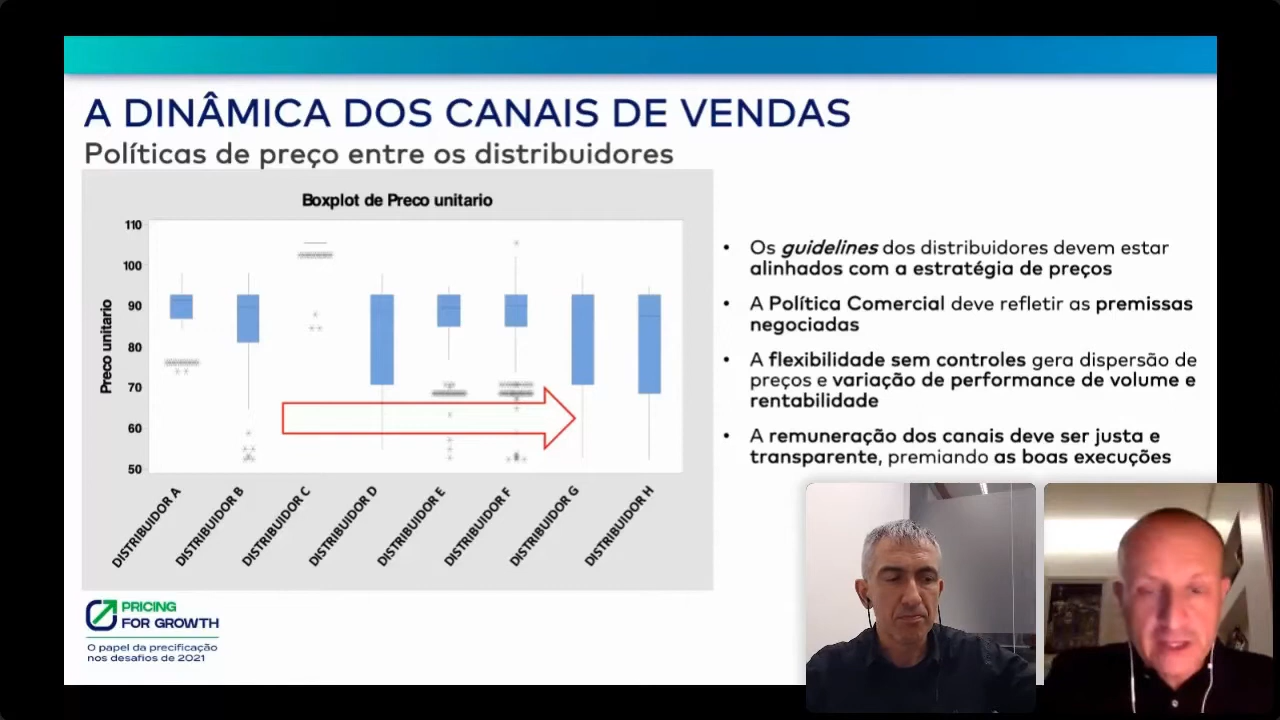 A DINÂMICA DOS CANAIS DE VENDAS
Políticas de preço entre os distribuidores
Boxplot de Preco unitario
110
100
90
80
70
60
50
Preco unitario
DISTRIBUIDOR A
DISTRIBUIDOR B
DISTRIBUIDOR C
DISTRIBUIDOR D
DISTRIBUIDOR E
DISTRIBUIDOR F
DISTRIBUIDOR G
DISTRIBUIDOR H
• Os guidelines dos distribuidores devem estar
alinhados com a estratégia de preços
• A Política Comercial deve refletir as premissas
negociadas
• A flexibilidade sem controles gera dispersão de
preços e variação de performance de volume e
rentabilidade
• A remuneração dos canais deve ser justa e
transparente, premiando as boas execuções
PRICING
FOR GROWTH
O papel da precificação
nos desafios de 2021